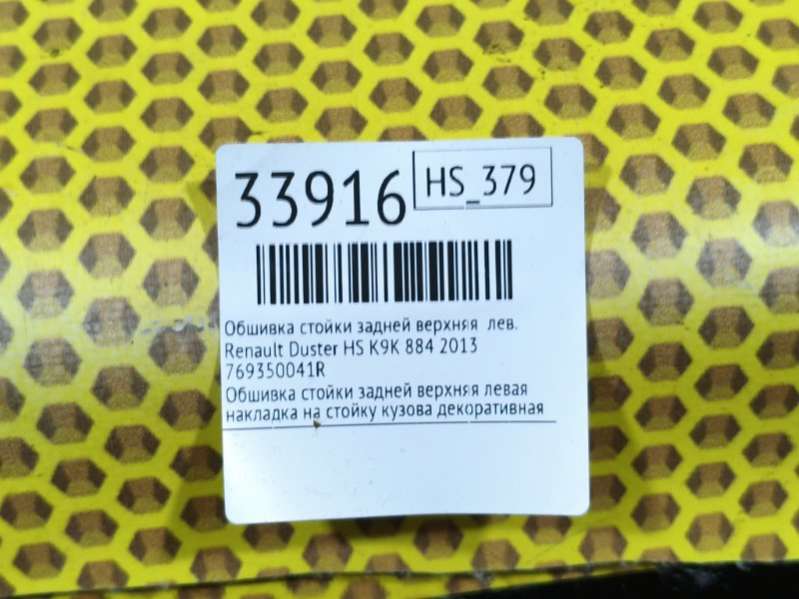 33916
HS_379
Обшивка стойки задней верхняя лев.
Renault Duster HS K9K 884 2013
769350041R
Обшивка стойки задней верхняя левая
накладка на стойку кузова декоративная